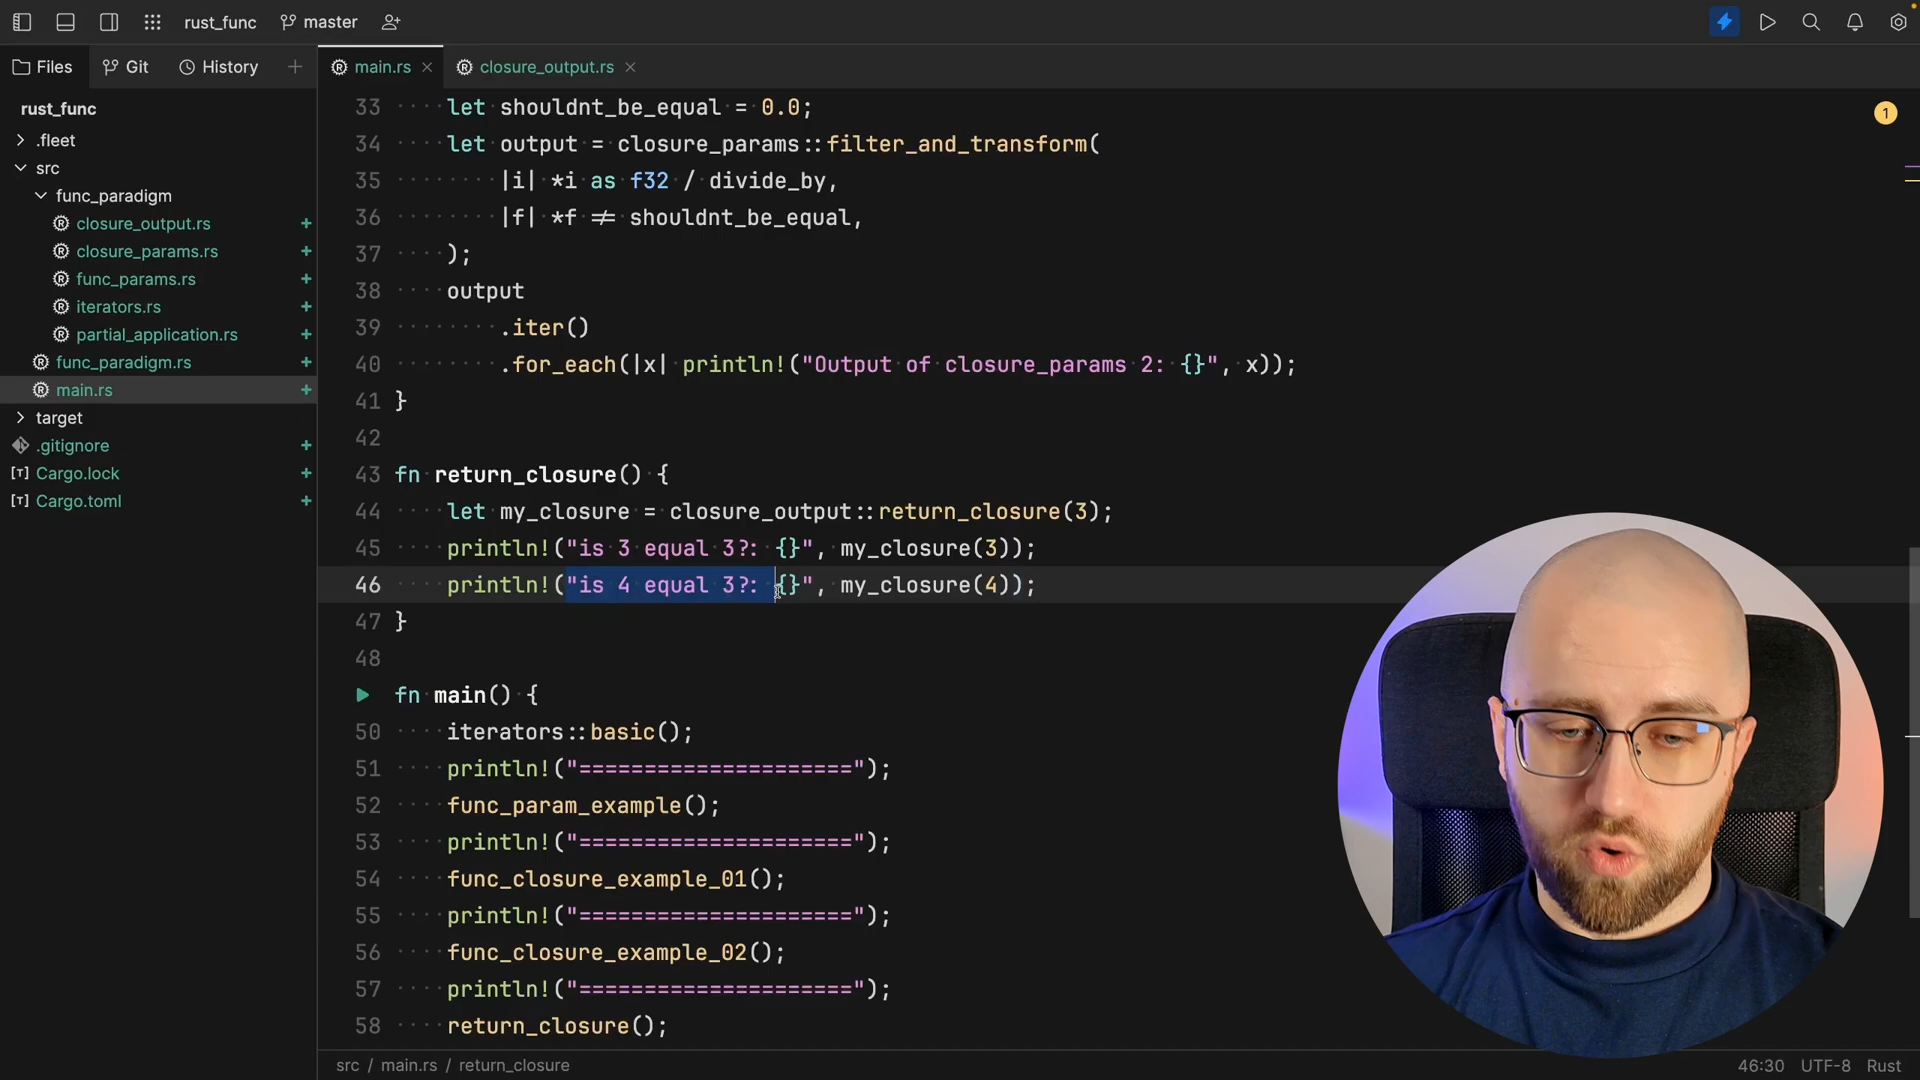 rust_func
master
Files
Git
History
main.rs
closure_output.rs
rust_func
.fleet
src
func_paradigm
closure_output.rs
closure_params.rs
func_params.rs
iterators.rs
partial_application.rs
func_paradigm.rs
main.rs
target
.gitignore
Cargo.lock
Cargo.toml
1
33 ····let·shouldnt_be_equal·=·0.0;
34 ····let·output·=·closure_params::filter_and_transform(
35 ········|i|·*i·as·f32·/·divide_by,
36 ········|f|·*f·≠·shouldnt_be_equal,
37 ····);
38 ····output
39 ········.iter()
40 ········.for_each(|x|·println!("Output·of·closure_params·2:·{}",·x));
41 }
42
43 fn·return_closure()·{
44 ····let·my_closure·=·closure_output::return_closure(3);
45 ····println!("is·3·equal·3?:·{}",·my_closure(3));
46 ····println!("is·4·equal·3?:·{}",·my_closure(4));
47 }
48
fn·main()·{
50 ····iterators::basic();
51 ····println!("=====================");
52 ····func_param_example();
53 ····println!("=====================");
54 ····func_closure_example_01();
55 ····println!("=====================");
56 ····func_closure_example_02();
57 ····println!("=====================");
58 ····return_closure();
src / main.rs / return_closure
46:30 UTF-8 Rust